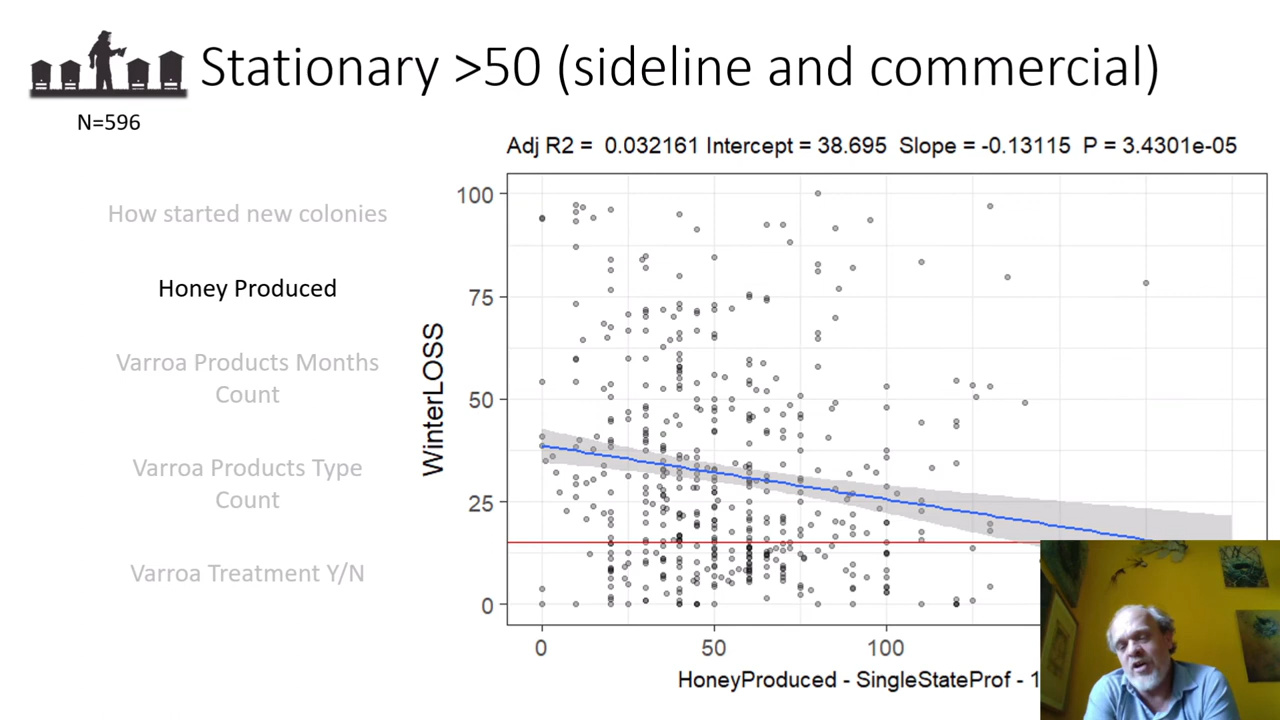 Stationary >50 (sideline and commercial)
N=596
Adj R2 = 0.032161 Intercept = 38.695 Slope = -0.13115 P = 3.4301e-05
How started new colonies
Honey Produced
Varroa Products Months
Count
Varroa Products Type
Count
Varroa Treatment Y/N
WinterLOSS
100
75
50
25
0
0
50
100
HoneyProduced - SingleStateProf - 1